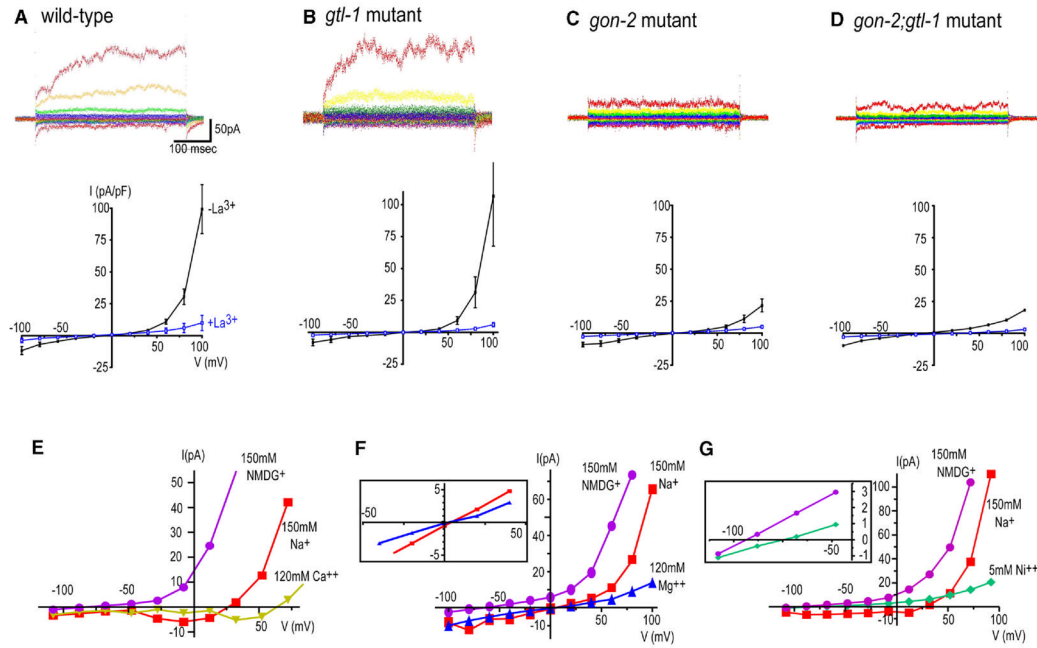 A wild-type
B gtl-1 mutant
C gon-2 mutant
D gon-2;gtl-1 mutant
50pA
100 msec
I (pA/pF)
100
75
50
25
-25
-100
-50
50
100
V (mV)
-La3+
+La3+
100
75
50
25
-25
-100
-50
50
100
100
75
50
25
-25
-100
-50
50
100
100
75
50
25
-25
-100
-50
50
100
E
I(pA)
50
40
30
20
10
-10
-100
-50
50
V (mV)
150mM
NMDG+
150mM
Na+
120mM Ca++
F
I(pA)
60
40
20
-10
-100
-50
50
100
V (mV)
150mM
NMDG+
150mM
Na+
120mM
Mg++
5
-5
-50
50
G
I(pA)
100
80
60
40
20
-10
-100
-50
50
100
V (mV)
150mM
NMDG+
150mM
Na+
5mM Ni++
3
2
1
0
-1
-100
-50